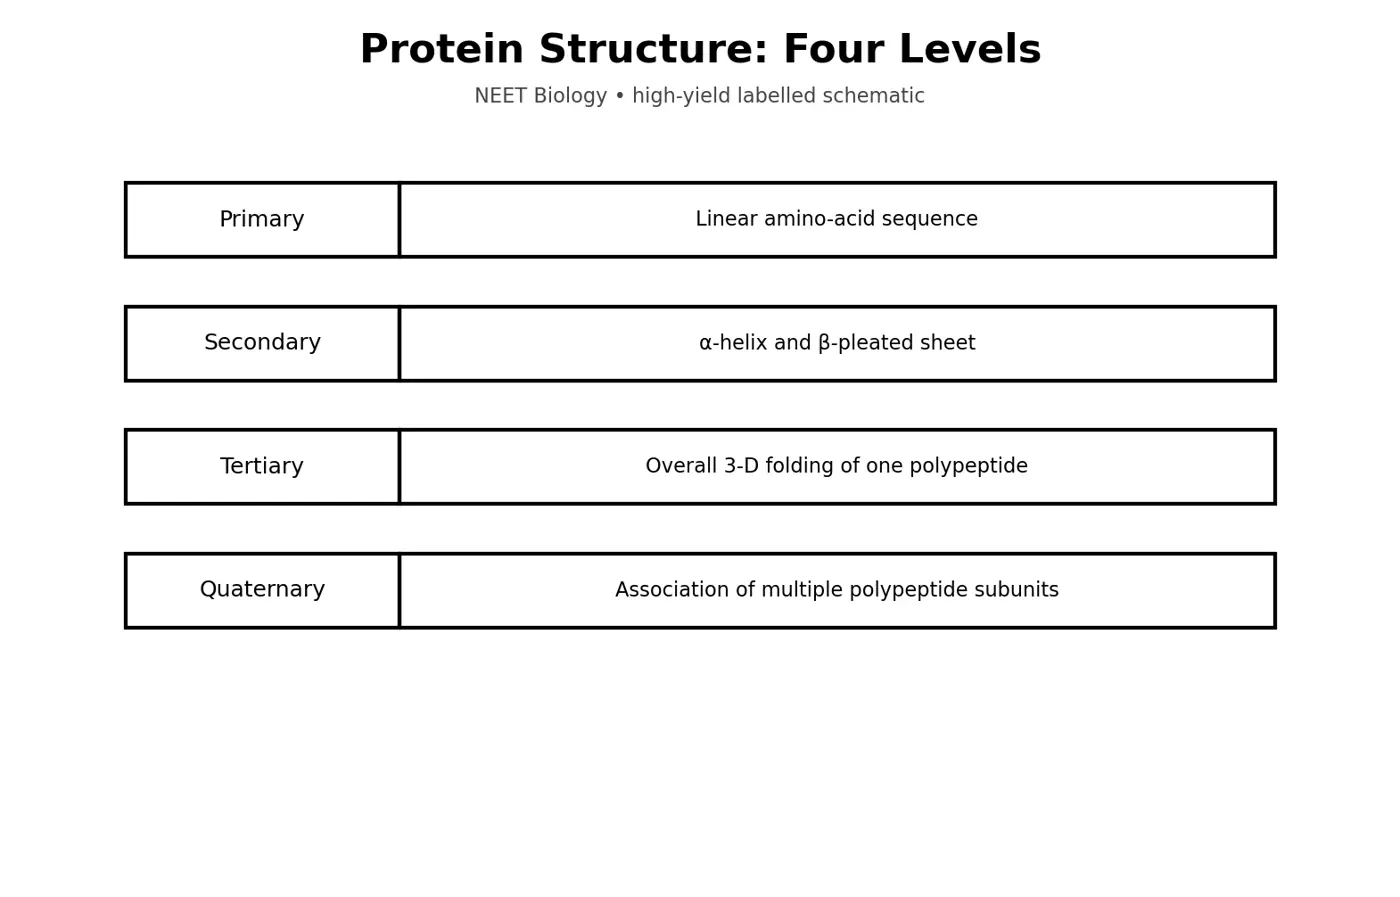 Protein Structure: Four Levels
NEET Biology • high-yield labelled schematic
Primary
Linear amino-acid sequence
Secondary
α-helix and β-pleated sheet
Tertiary
Overall 3-D folding of one polypeptide
Quaternary
Association of multiple polypeptide subunits